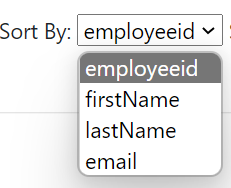 Sort By: employeeid
employeeid
firstName
lastName
email